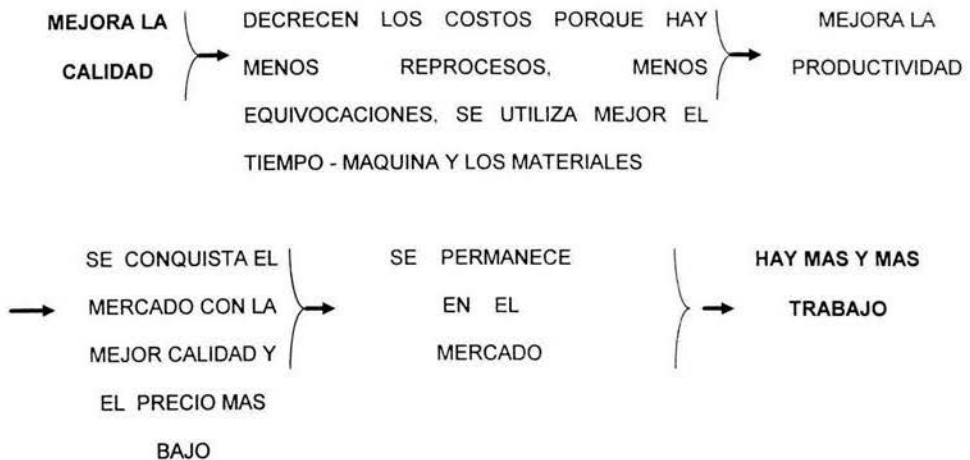 MEJORA LA
CALIDAD
DECRECEN LOS COSTOS PORQUE HAY
MENOS REPROCESOS, MENOS
EQUIVOCACIONES, SE UTILIZA MEJOR EL
TIEMPO - MAQUINA Y LOS MATERIALES
MEJORA LA
PRODUCTIVIDAD
SE CONQUISTA EL
MERCADO CON LA
MEJOR CALIDAD Y
EL PRECIO MAS
BAJO
SE PERMANECE
EN EL
MERCADO
HAY MAS Y MAS
TRABAJO